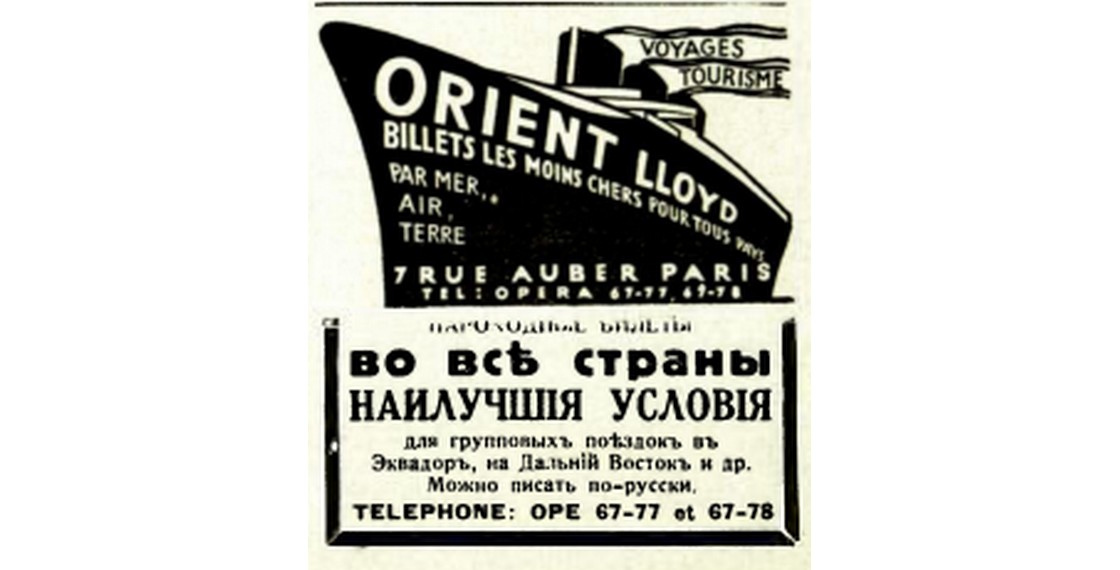 VOYAGES
TOURISME
ORIENT LLOYD
BILLETS LES MOINS CHERS POUR TOUS PAYS
PAR MER,
AIR,
TERRE
7 RUE AUBER PARIS
TEL: OPERA 67-77, 67-78
ПАРОХОДНЫЕ БИЛЕТЫ
во всѣ страны
НАИЛУЧШІЯ УСЛОВІЯ
для групповыхъ поѣздокъ въ
Эквадоръ, на Дальній Востокъ и др.
Можно писать по-русски.
TELEPHONE: OPE 67-77 et 67-78